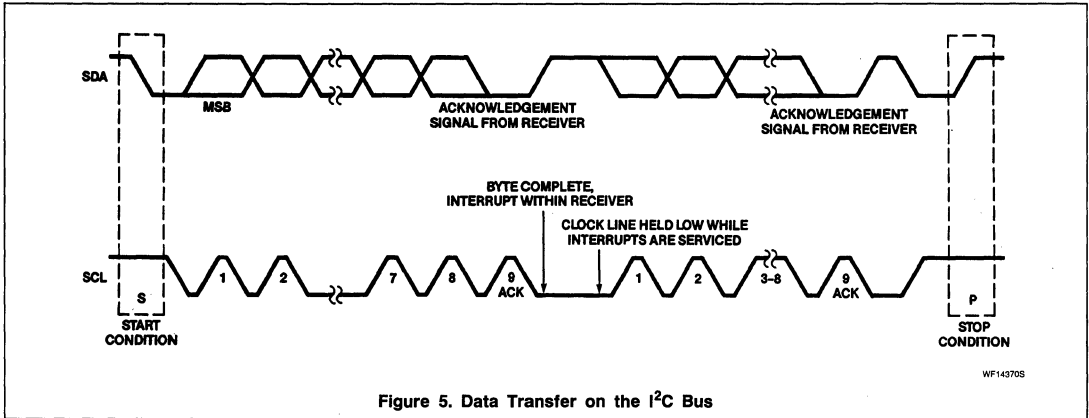 SDA
MSB
ACKNOWLEDGEMENT
SIGNAL FROM RECEIVER
ACKNOWLEDGEMENT
SIGNAL FROM RECEIVER
BYTE COMPLETE,
INTERRUPT WITHIN RECEIVER
CLOCK LINE HELD LOW WHILE
INTERRUPTS ARE SERVICED
SCL
S
1
2
7
8
9
ACK
1
2
3–8
9
ACK
P
START
CONDITION
STOP
CONDITION
WF14370S
Figure 5. Data Transfer on the I²C Bus